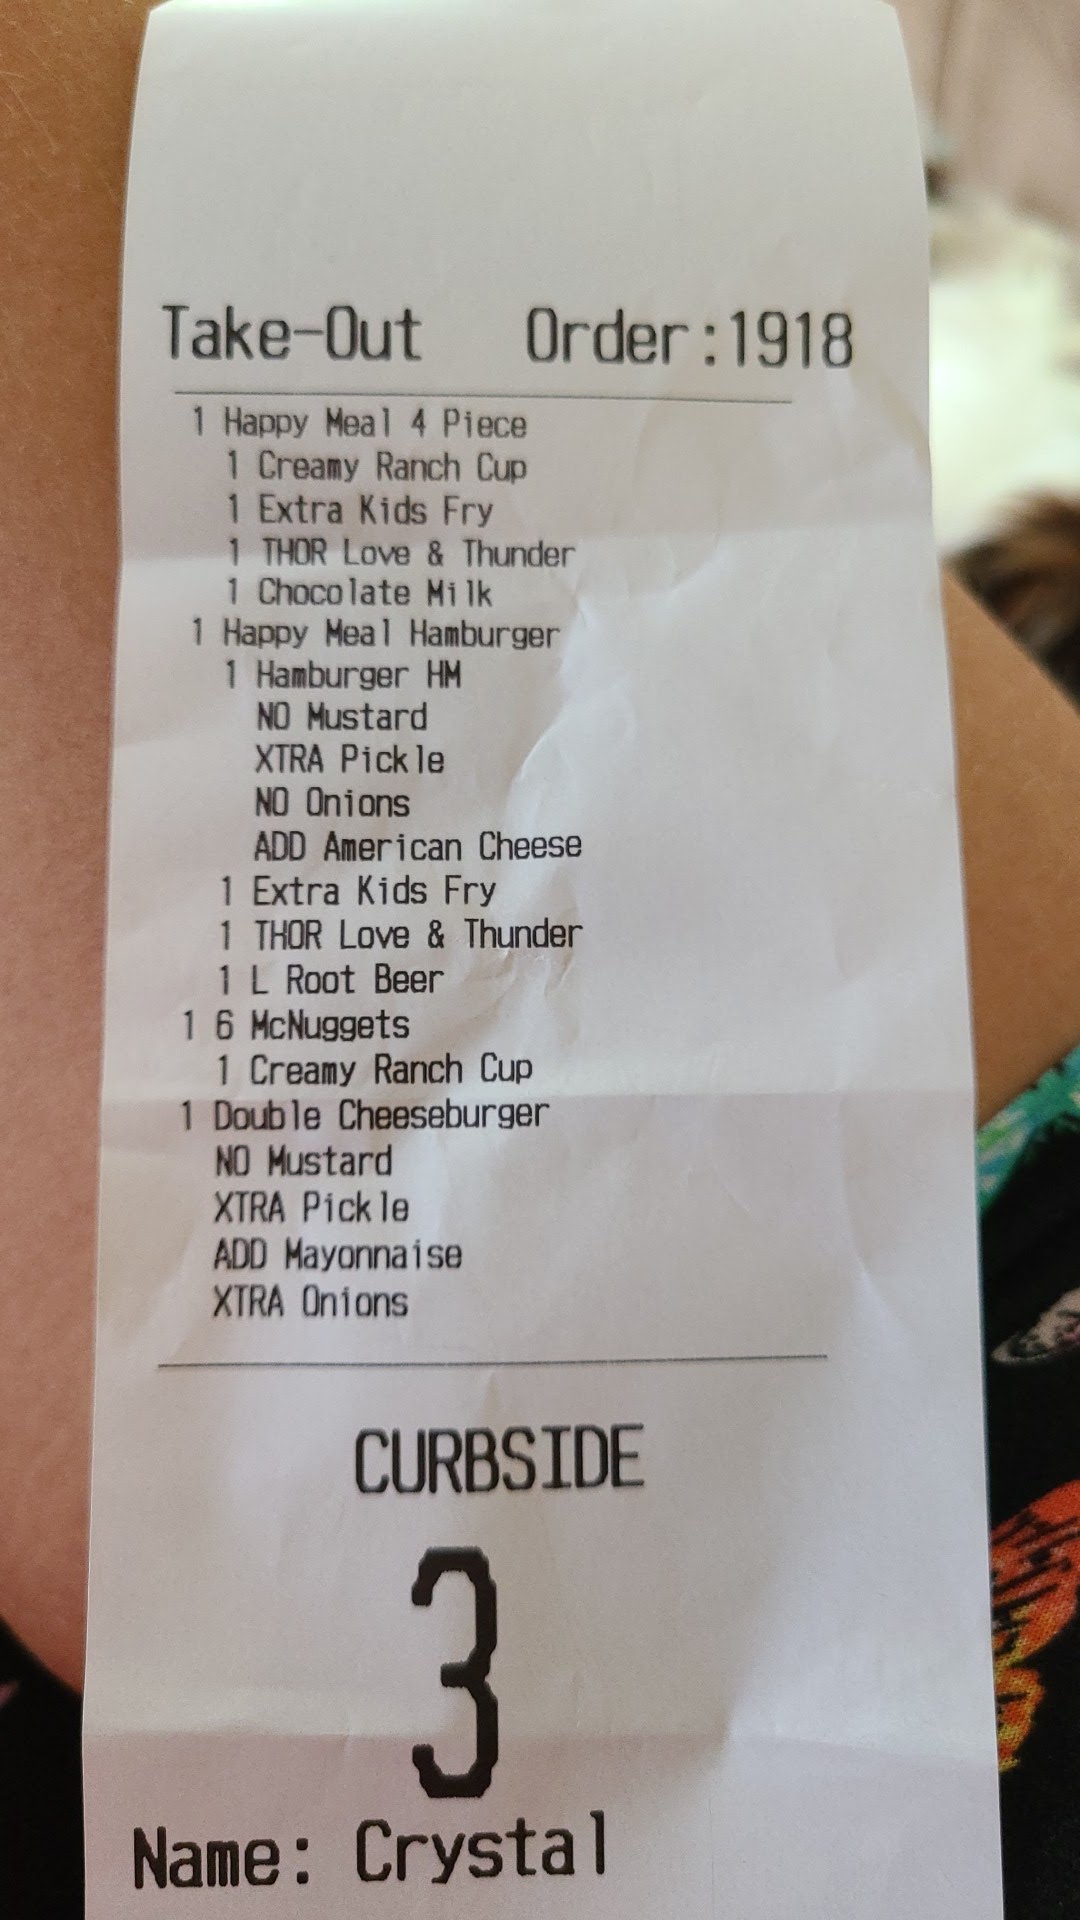 Take-Out Order:1918
1 Happy Meal 4 Piece
1 Creamy Ranch Cup
1 Extra Kids Fry
1 THOR Love & Thunder
1 Chocolate Milk
1 Happy Meal Hamburger
1 Hamburger HM
NO Mustard
XTRA Pickle
NO Onions
ADD American Cheese
1 Extra Kids Fry
1 THOR Love & Thunder
1 L Root Beer
1 6 McNuggets
1 Creamy Ranch Cup
1 Double Cheeseburger
NO Mustard
XTRA Pickle
ADD Mayonnaise
XTRA Onions
CURBSIDE
3
Name: Crystal